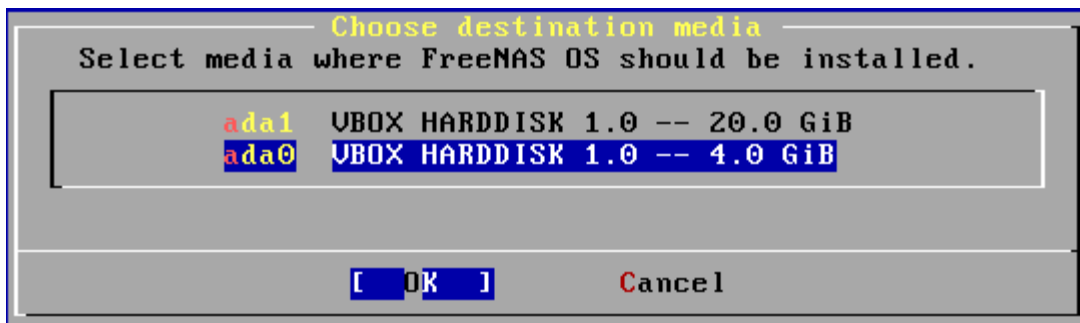 Choose destination media
Select media where FreeNAS OS should be installed.
ada1 VBOX HARDDISK 1.0 -- 20.0 GiB
ada0 VBOX HARDDISK 1.0 -- 4.0 GiB
[ OK ] Cancel